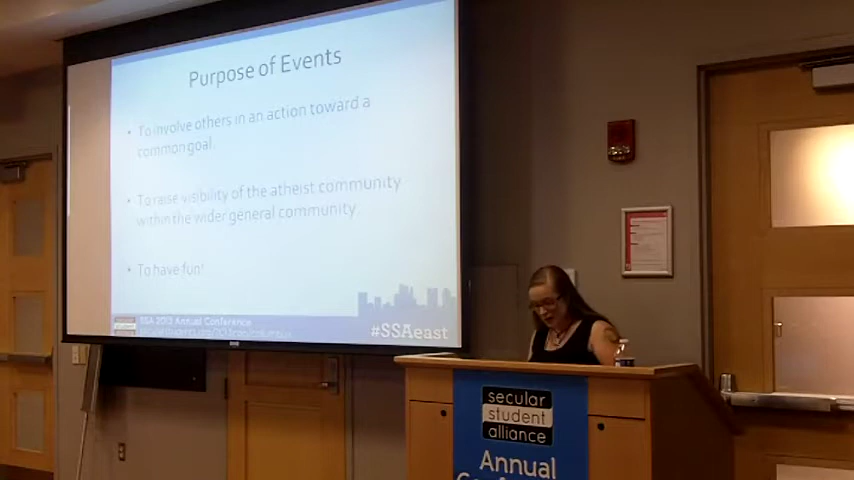 Purpose of Events
• To involve others in an action toward a
common goal
• To raise visibility of the atheist community
within the wider general community
• To have fun!
SSA 2013 Annual Conference
#SSAeast
secular
student
alliance
Annual